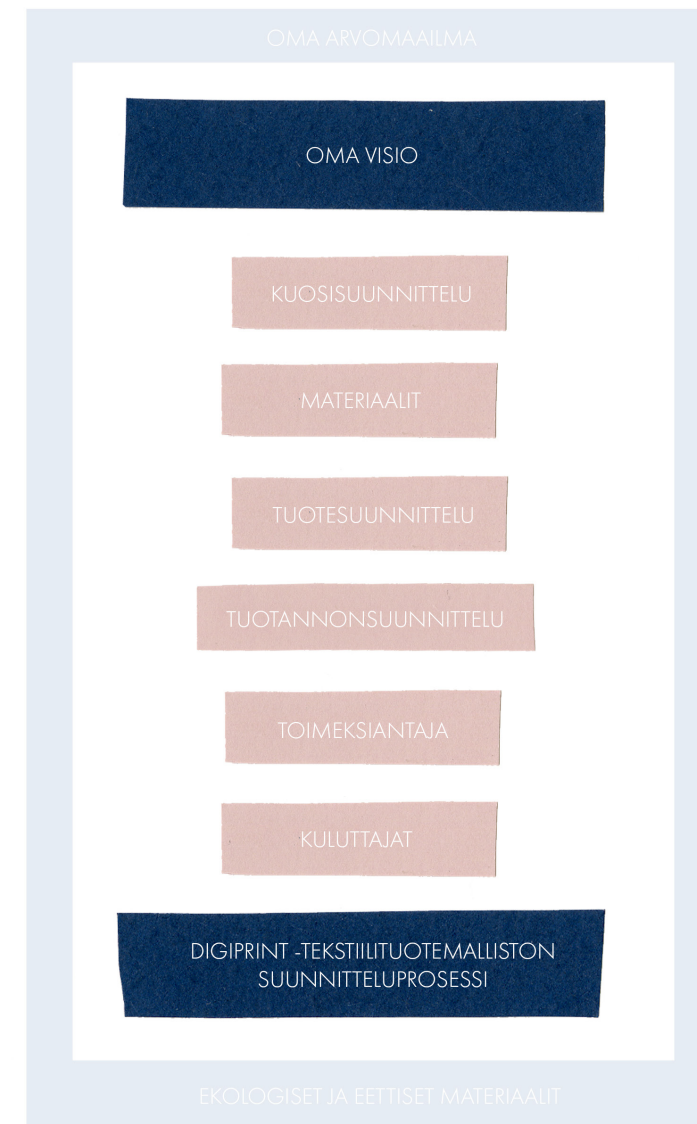 OMA ARVOMAAILMA
OMA VISIO
KUOSISUUNNITTELU
MATERIAALIT
TUOTESUUNNITTELU
TUOTANNONSUUNNITTELU
TOIMEKSIANTAJA
KULUTTAJAT
DIGIPRINT -TEKSTIILITUOTEMALLISTON
SUUNNITTELUPROSESSI
EKOLOGISET JA EETTISET MATERIAALIT